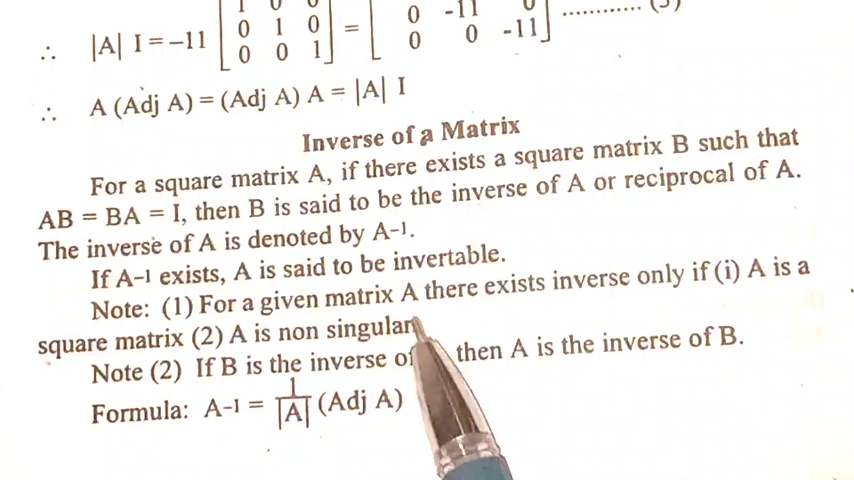 1 0 0
∴ |A| I = –11 [ 0 1 0 ] = [ 0 -11 0 ] ............ (3)
0 0 1 0 0 -11
∴ A (Adj A) = (Adj A) A = |A| I
Inverse of a Matrix
For a square matrix A, if there exists a square matrix B such that
AB = BA = I, then B is said to be the inverse of A or reciprocal of A.
The inverse of A is denoted by A–1.
If A–1 exists, A is said to be invertable.
Note: (1) For a given matrix A there exists inverse only if (i) A is a
square matrix (2) A is non singular
Note (2) If B is the inverse of then A is the inverse of B.
Formula: A–1 = 1/|A| (Adj A)